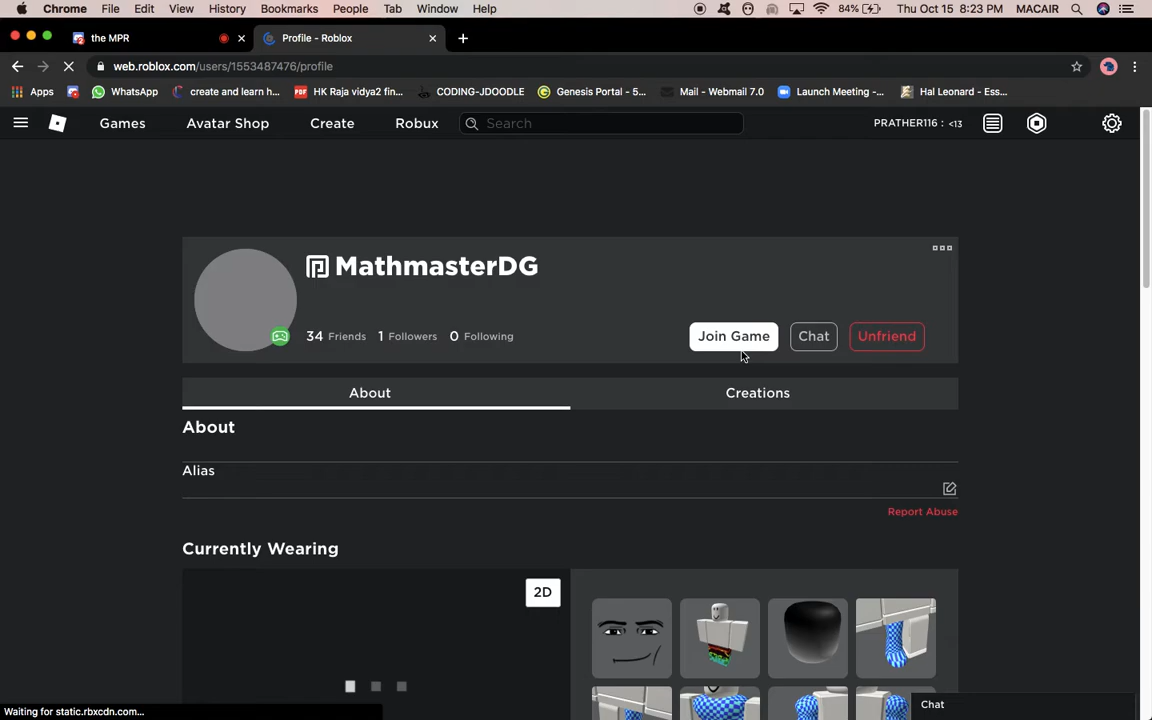 Chrome File Edit View History Bookmarks People Tab Window Help 84% Thu Oct 15 8:23 PM MACAIR
the MPR Profile - Roblox
web.roblox.com/users/1553487476/profile
Apps WhatsApp create and learn h... PDF HK Raja vidya2 fin... CODING-JDOODLE Genesis Portal - 5... Mail - Webmail 7.0 Launch Meeting -... Hal Leonard - Ess...
Games Avatar Shop Create Robux Search PRATHER116 : <13
MathmasterDG
34 Friends 1 Followers 0 Following Join Game Chat Unfriend
About Creations
About
Alias
Report Abuse
Currently Wearing
2D
Chat
Waiting for static.rbxcdn.com...